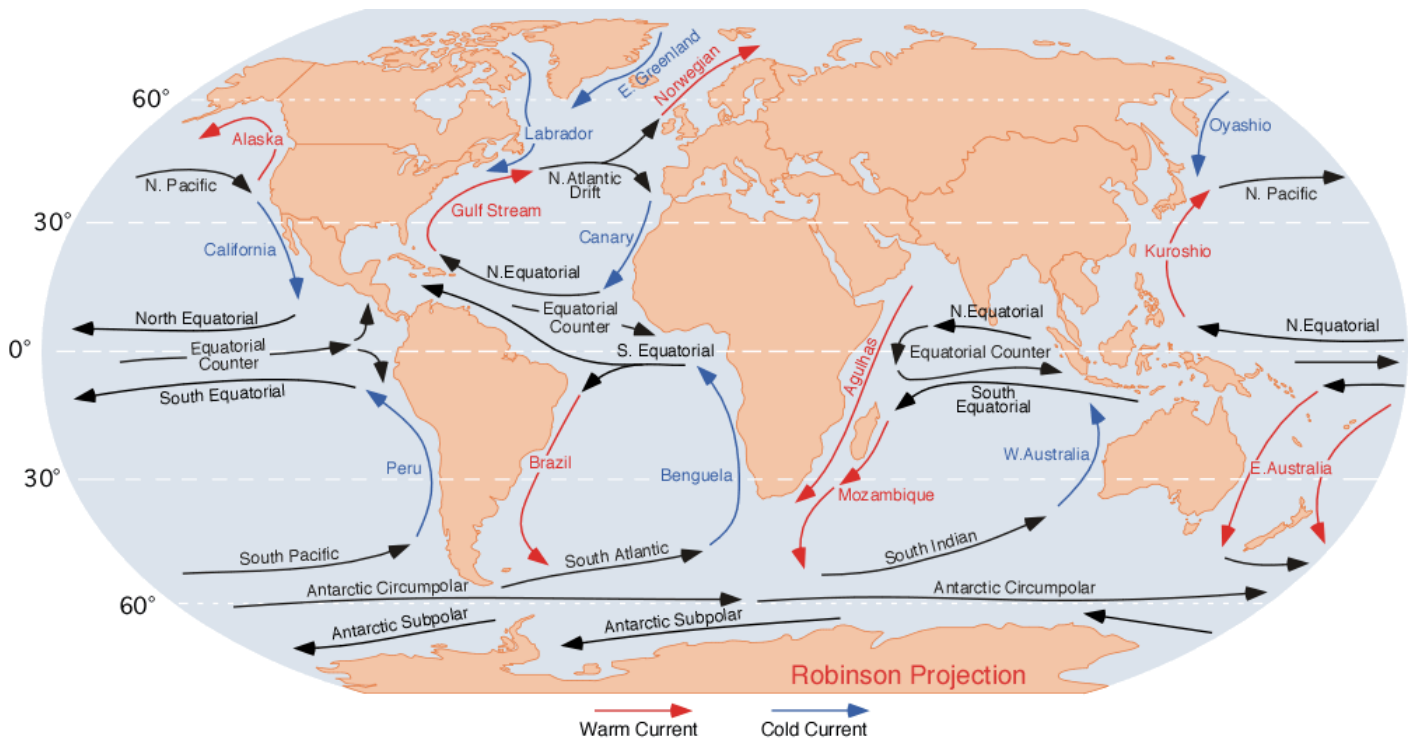 E. Greenland
Norwegian
60°
Alaska
Labrador
Oyashio
N. Pacific
N.Atlantic
Drift
N. Pacific
30°
Gulf Stream
California
Canary
Kuroshio
N.Equatorial
North Equatorial
Equatorial
Counter
N.Equatorial
N.Equatorial
0°
Equatorial
Counter
S. Equatorial
Equatorial Counter
Agulhas
South Equatorial
South
Equatorial
Peru
Brazil
Benguela
W.Australia
E.Australia
30°
Mozambique
South Pacific
South Atlantic
South Indian
Antarctic Circumpolar
Antarctic Circumpolar
60°
Antarctic Subpolar
Antarctic Subpolar
Robinson Projection
Warm Current
Cold Current